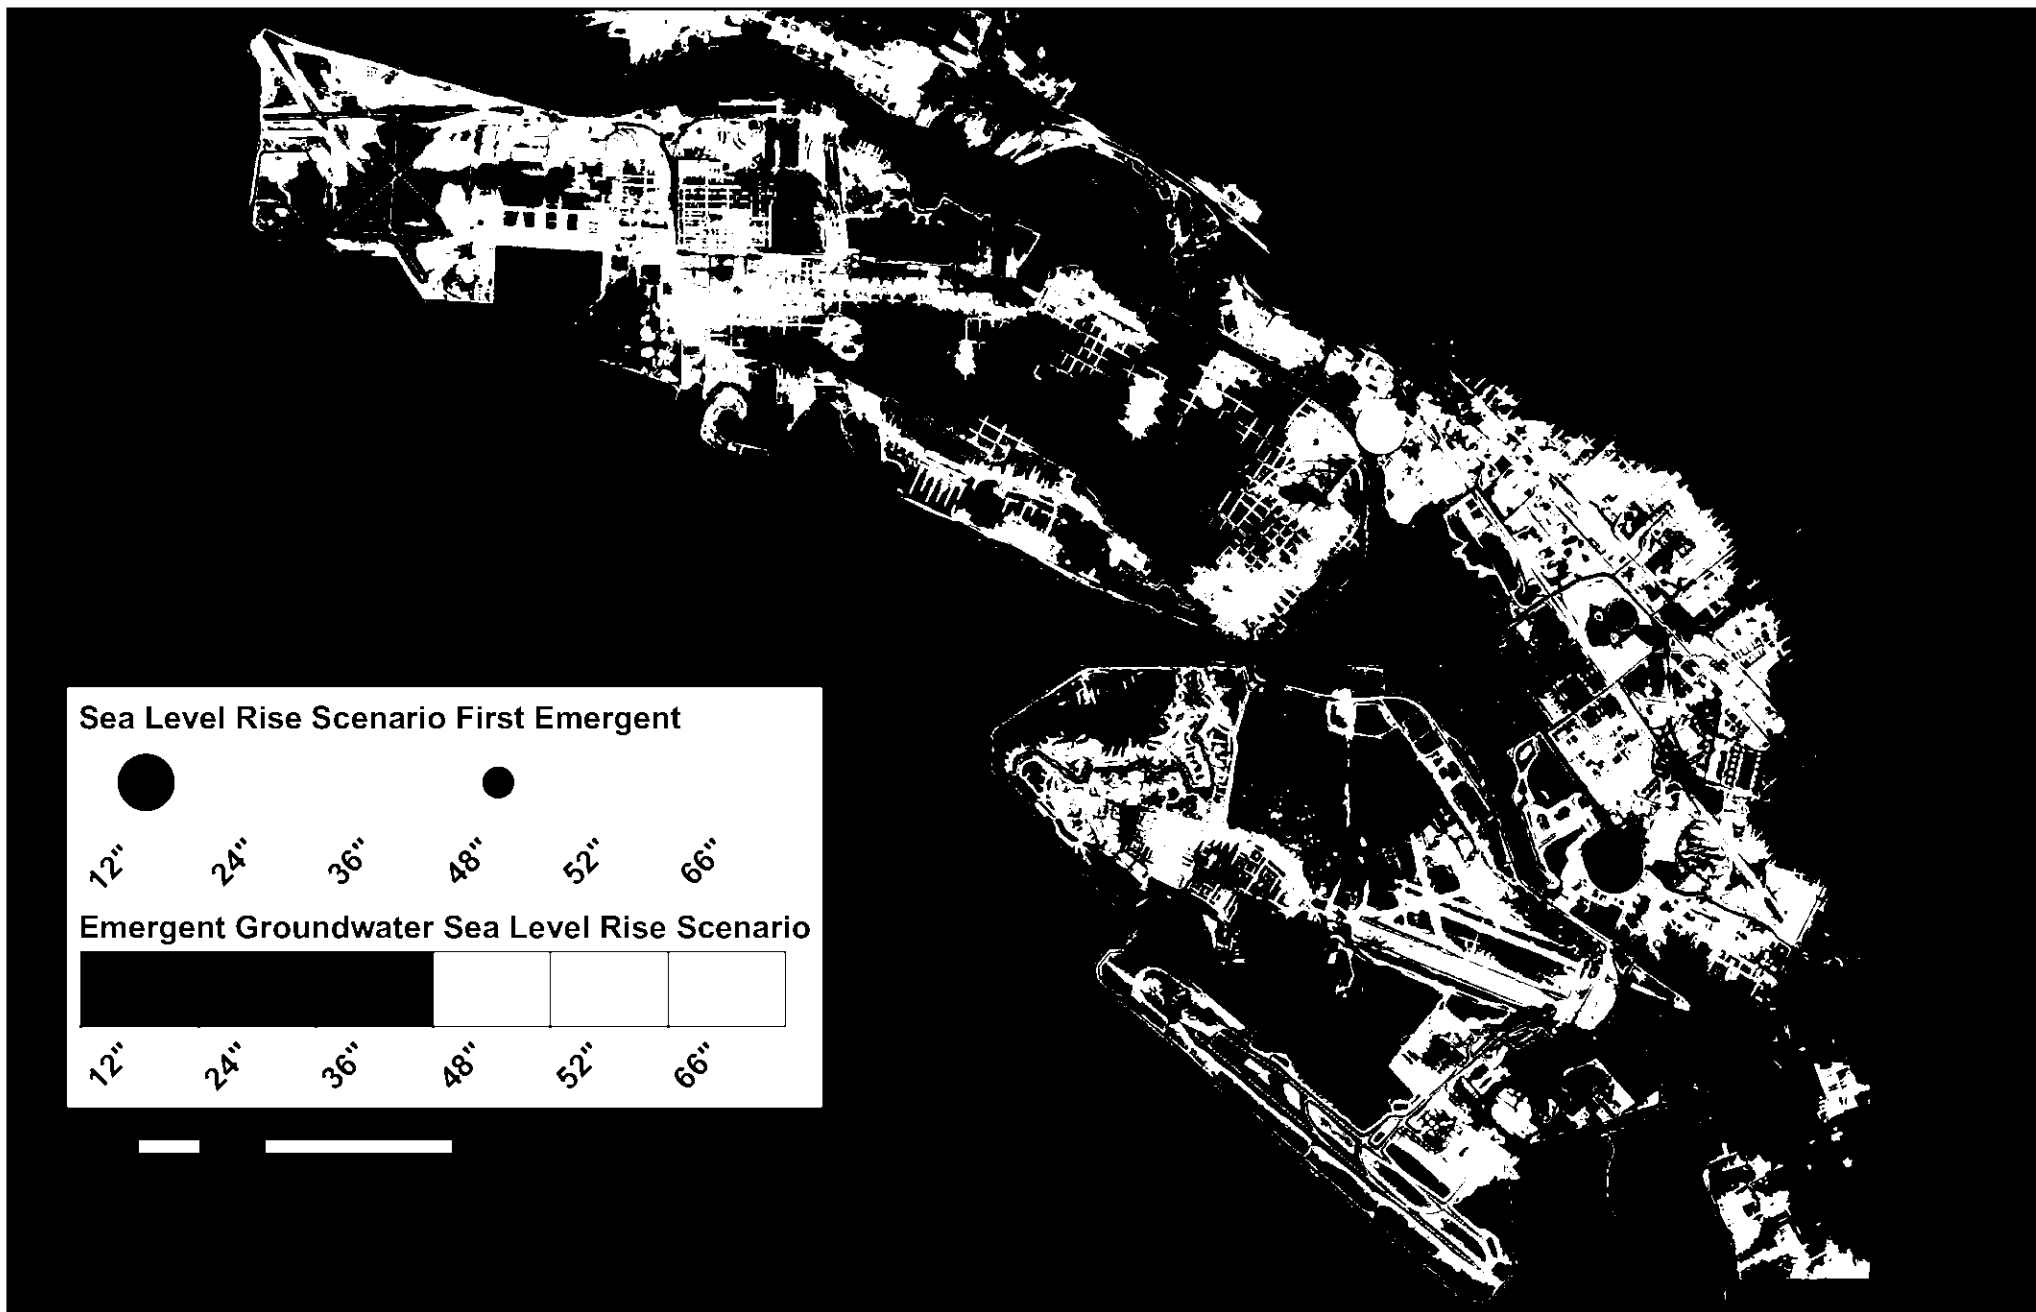 Sea Level Rise Scenario First Emergent
12" 24" 36" 48" 52" 66"
Emergent Groundwater Sea Level Rise Scenario
12" 24" 36" 48" 52" 66"